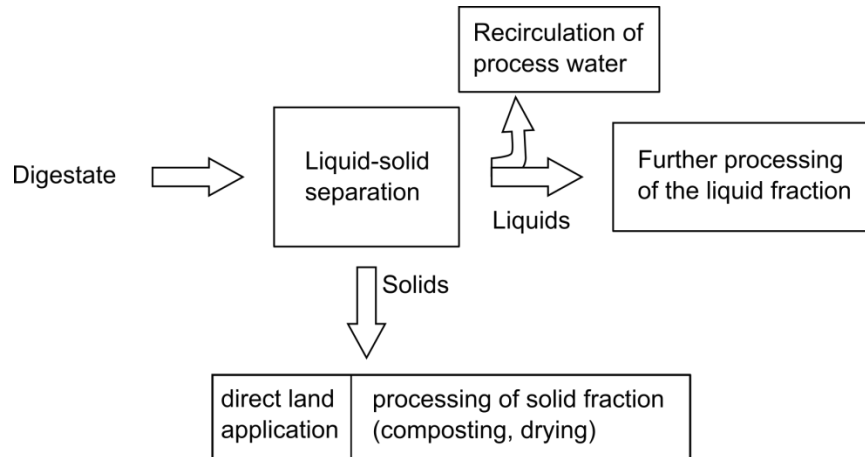 Recirculation of
process water
Digestate
Liquid-solid
separation
Liquids
Further processing
of the liquid fraction
Solids
direct land
application
processing of solid fraction
(composting, drying)